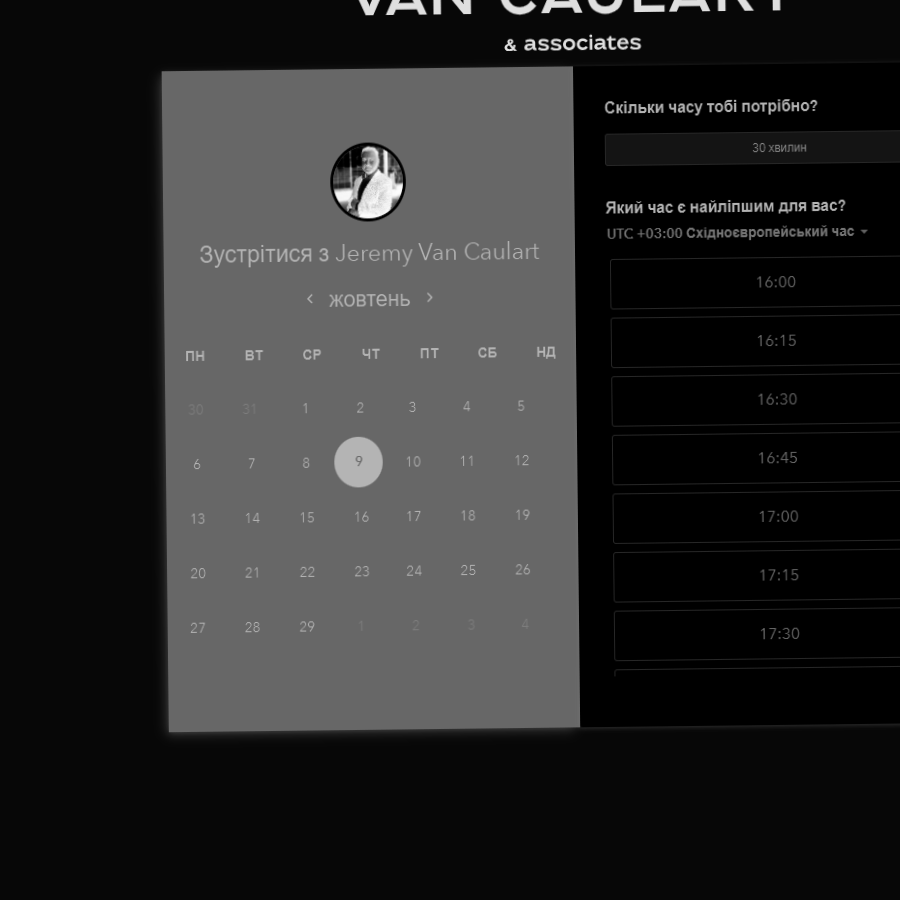 VAN CAULART
& associates
Зустрітися з Jeremy Van Caulart
жовтень
ПН ВТ СР ЧТ ПТ СБ НД
30 31 1 2 3 4 5
6 7 8 9 10 11 12
13 14 15 16 17 18 19
20 21 22 23 24 25 26
27 28 29 1 2 3 4
Скільки часу тобі потрібно?
30 хвилин
Який час є найліпшим для вас?
UTC +03:00 Східноєвропейський час
16:00
16:15
16:30
16:45
17:00
17:15
17:30